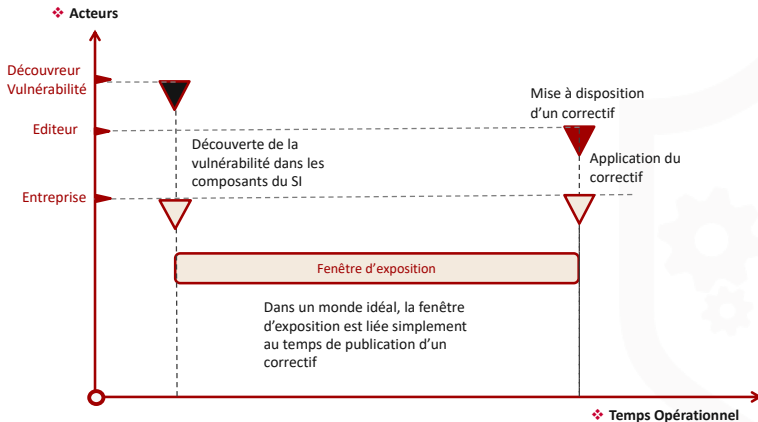 ❖ Acteurs
Découvreur
Vulnérabilité
Mise à disposition
d’un correctif
Editeur
Découverte de la
vulnérabilité dans les
composants du SI
Application du
correctif
Entreprise
Fenêtre d’exposition
Dans un monde idéal, la fenêtre
d’exposition est liée simplement
au temps de publication d’un
correctif
❖ Temps Opérationnel